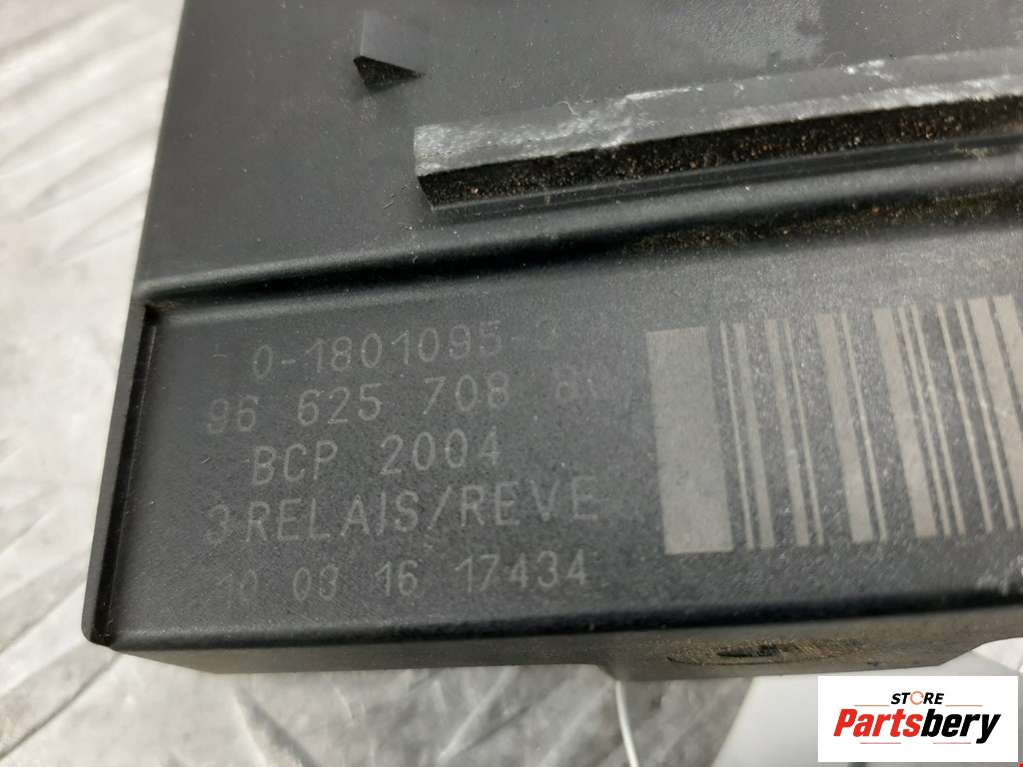 0-1801095-
96 625 708
BCP 2004
3 RELAIS/REVE
10 03 16 17434
STORE
Partsbery